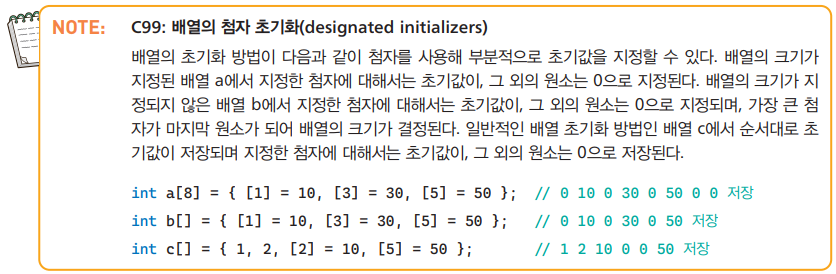 NOTE: C99: 배열의 첨자 초기화(designated initializers)
배열의 초기화 방법이 다음과 같이 첨자를 사용해 부분적으로 초기값을 지정할 수 있다. 배열의 크기가
지정된 배열 a에서 지정한 첨자에 대해서는 초기값이, 그 외의 원소는 0으로 지정된다. 배열의 크기가 지
정되지 않은 배열 b에서 지정한 첨자에 대해서는 초기값이, 그 외의 원소는 0으로 지정되며, 가장 큰 첨
자가 마지막 원소가 되어 배열의 크기가 결정된다. 일반적인 배열 초기화 방법인 배열 c에서 순서대로 초
기값이 저장되며 지정한 첨자에 대해서는 초기값이, 그 외의 원소는 0으로 저장된다.
int a[8] = { [1] = 10, [3] = 30, [5] = 50 }; // 0 10 0 30 0 50 0 0 저장
int b[] = { [1] = 10, [3] = 30, [5] = 50 }; // 0 10 0 30 0 50 저장
int c[] = { 1, 2, [2] = 10, [5] = 50 }; // 1 2 10 0 0 50 저장